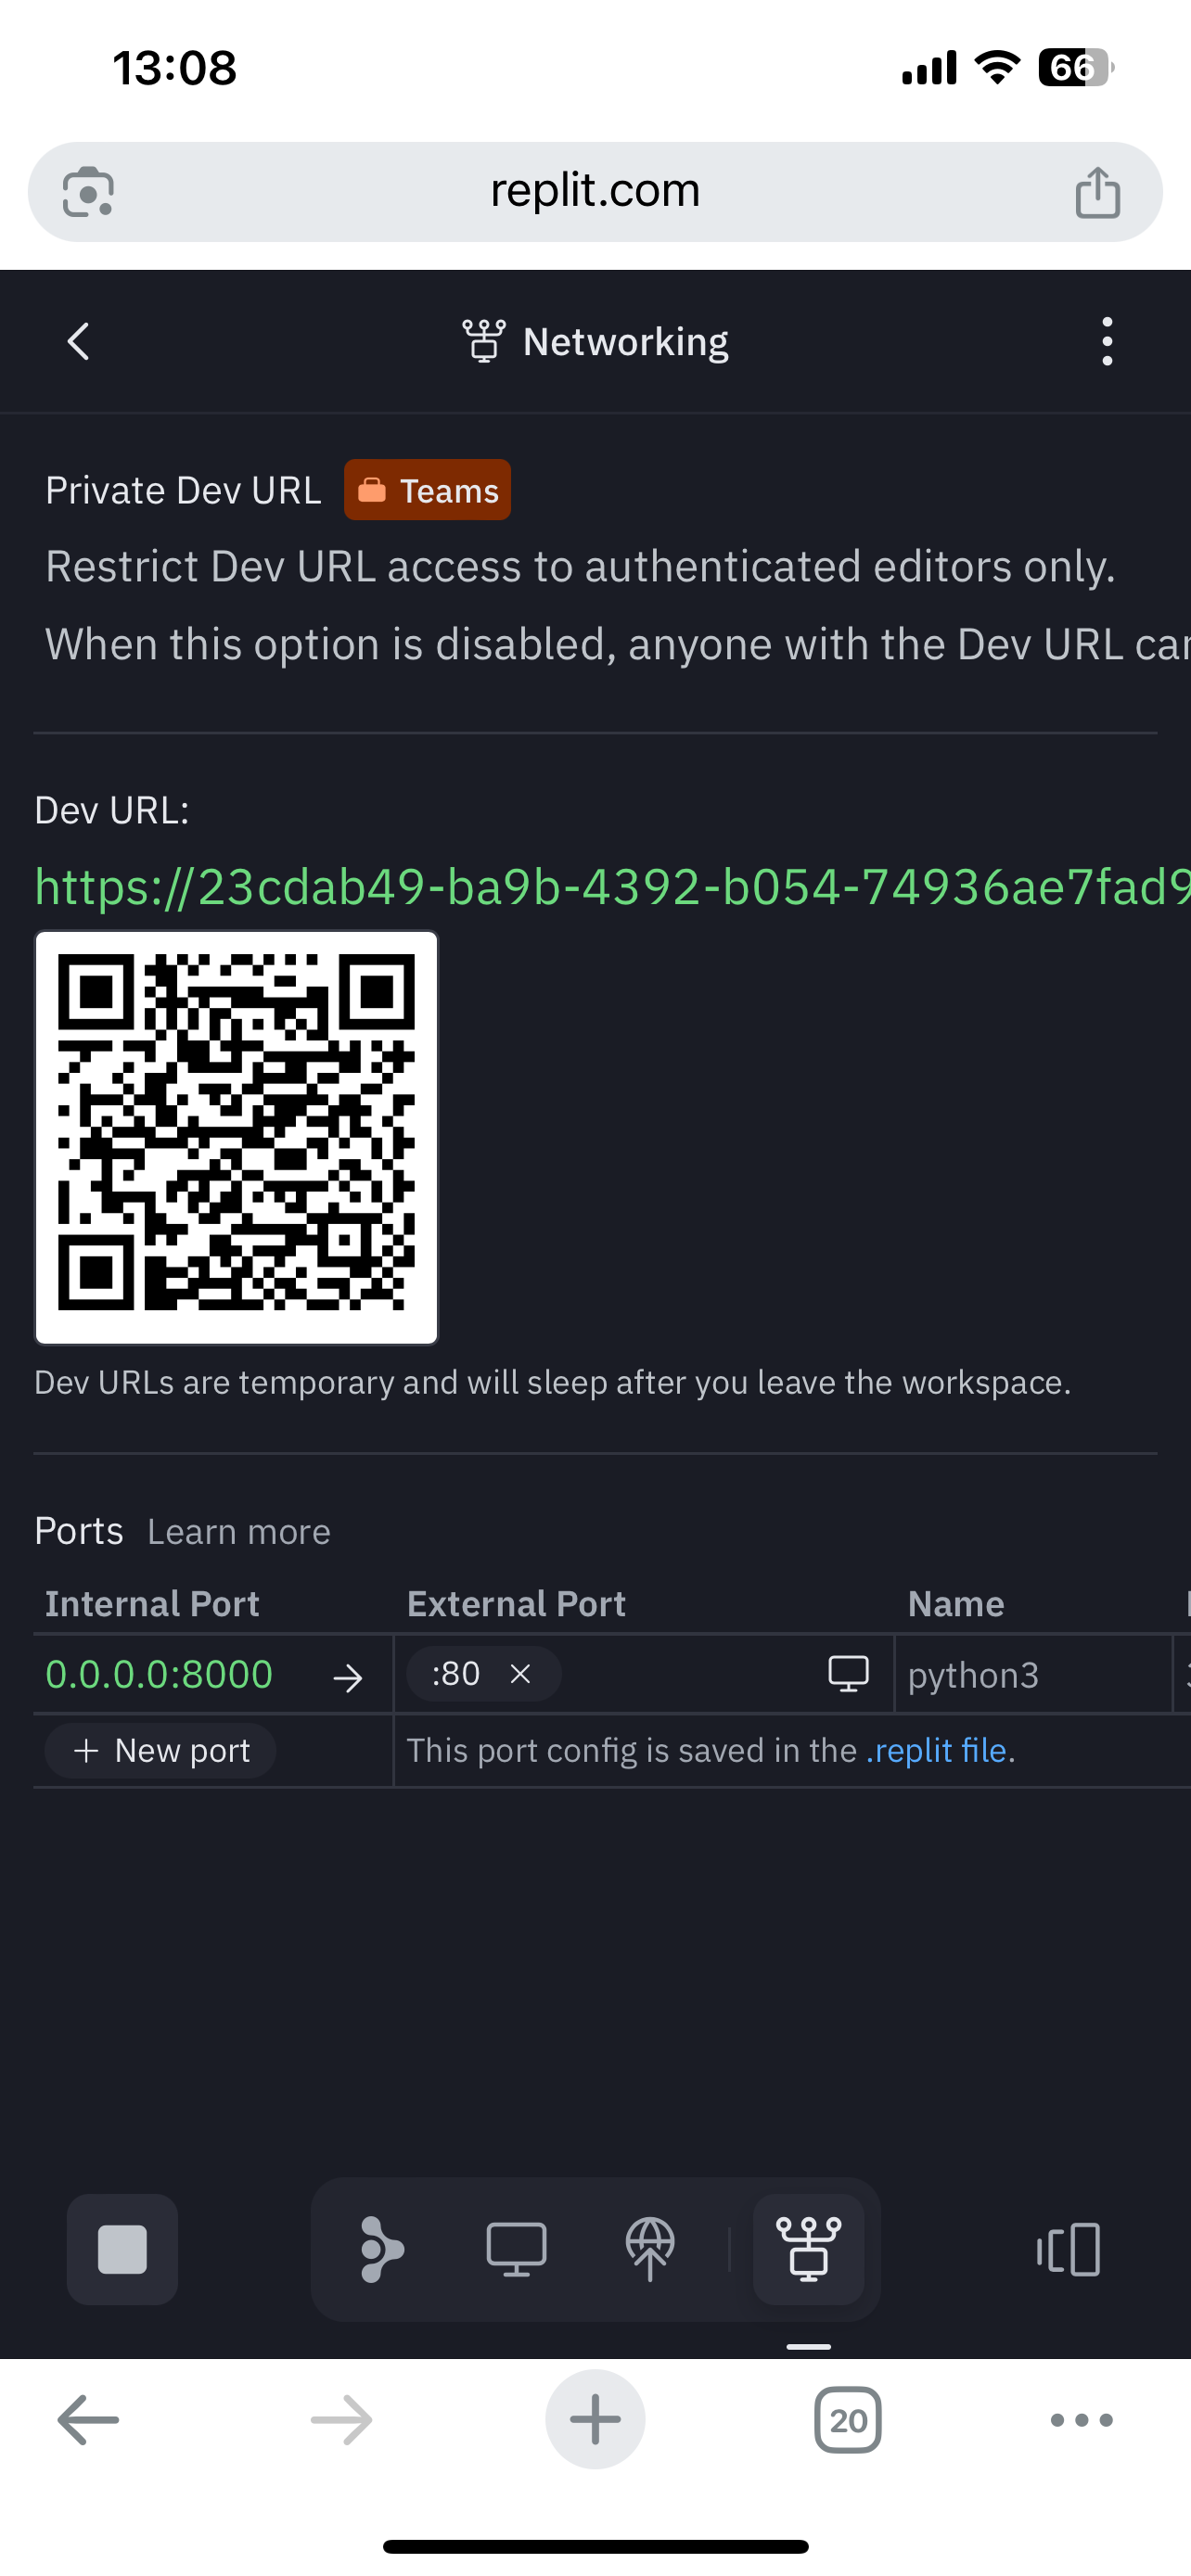 13:08
66
replit.com
Networking
Private Dev URL Teams
Restrict Dev URL access to authenticated editors only.
When this option is disabled, anyone with the Dev URL can
Dev URL:
https://23cdab49-ba9b-4392-b054-74936ae7fad9
Dev URLs are temporary and will sleep after you leave the workspace.
Ports Learn more
Internal Port External Port Name
0.0.0.0:8000 → :80 × python3
+ New port This port config is saved in the .replit file.
20